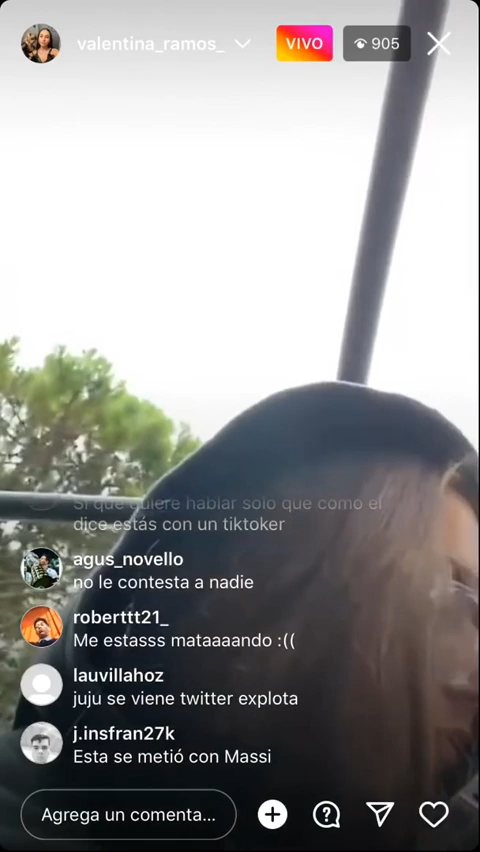 valentina_ramos_
VIVO
905
Si que quiere hablar solo que como el
dice estás con un tiktoker
agus_novello
no le contesta a nadie
roberttt21_
Me estasss mataaaando :((
lauvillahoz
juju se viene twitter explota
j.insfran27k
Esta se metió con Massi
Agrega un comenta...